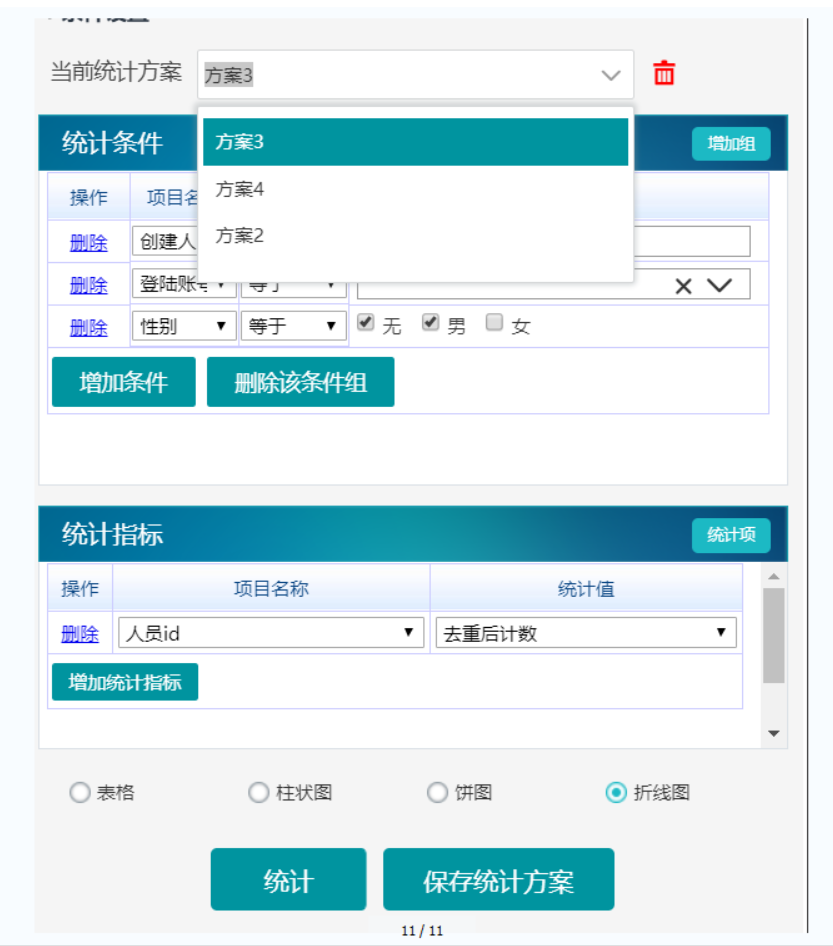 当前统计方案 方案3
方案3
方案4
方案2
统计条件 增加组
操作 项目名
删除 创建人
删除 登陆账号 等于
删除 性别 等于 无 男 女
增加条件 删除该条件组
统计指标 统计项
操作 项目名称 统计值
删除 人员id 去重后计数
增加统计指标
表格 柱状图 饼图 折线图
统计 保存统计方案
11 / 11